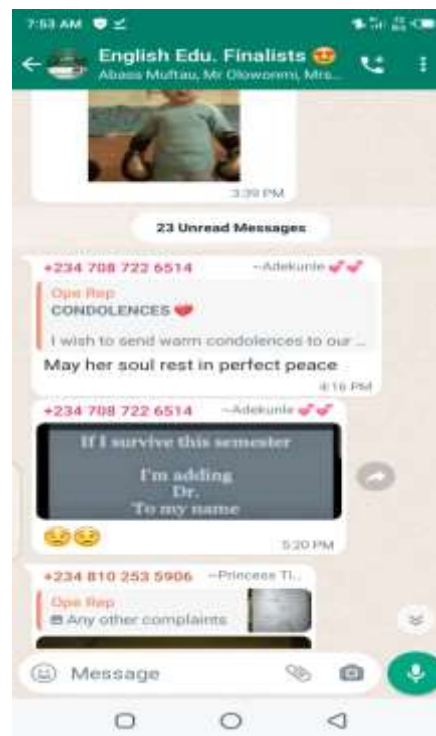 7:53 AM
English Edu. Finalists 😍
Abass Muftau, Mr Olowonmi, Mrs...
3:39 PM
23 Unread Messages
+234 708 722 6514 ~Adekunle 💕💕
Ope Rep
CONDOLENCES ❤️
I wish to send warm condolences to our ...
May her soul rest in perfect peace
4:16 PM
+234 708 722 6514 ~Adekunle 💕💕
If I survive this semester
I'm adding
Dr.
To my name
😔😔
5:20 PM
+234 810 253 5906 ~Princess Ti...
Ope Rep
Any other complaints
Message